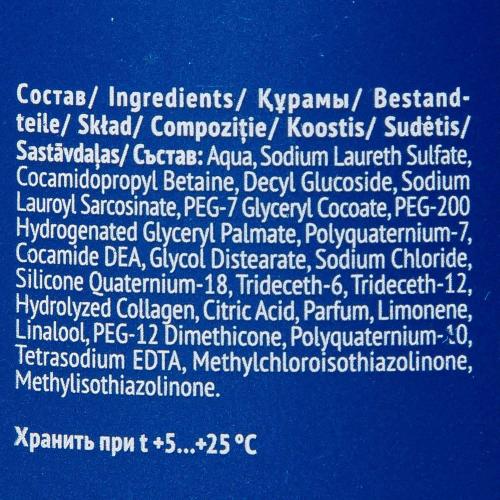 Состав/ Ingredients/ Құрамы/ Bestand-
teile/ Skład/ Compoziţie/ Koostis/ Sudėtis/
Sastāvdaļas/ Състав: Aqua, Sodium Laureth Sulfate,
Cocamidopropyl Betaine, Decyl Glucoside, Sodium
Lauroyl Sarcosinate, PEG-7 Glyceryl Cocoate, PEG-200
Hydrogenated Glyceryl Palmate, Polyquaternium-7,
Cocamide DEA, Glycol Distearate, Sodium Chloride,
Silicone Quaternium-18, Trideceth-6, Trideceth-12,
Hydrolyzed Collagen, Citric Acid, Parfum, Limonene,
Linalool, PEG-12 Dimethicone, Polyquaternium-10,
Tetrasodium EDTA, Methylchloroisothiazolinone,
Methylisothiazolinone.
Хранить при t +5...+25 °C